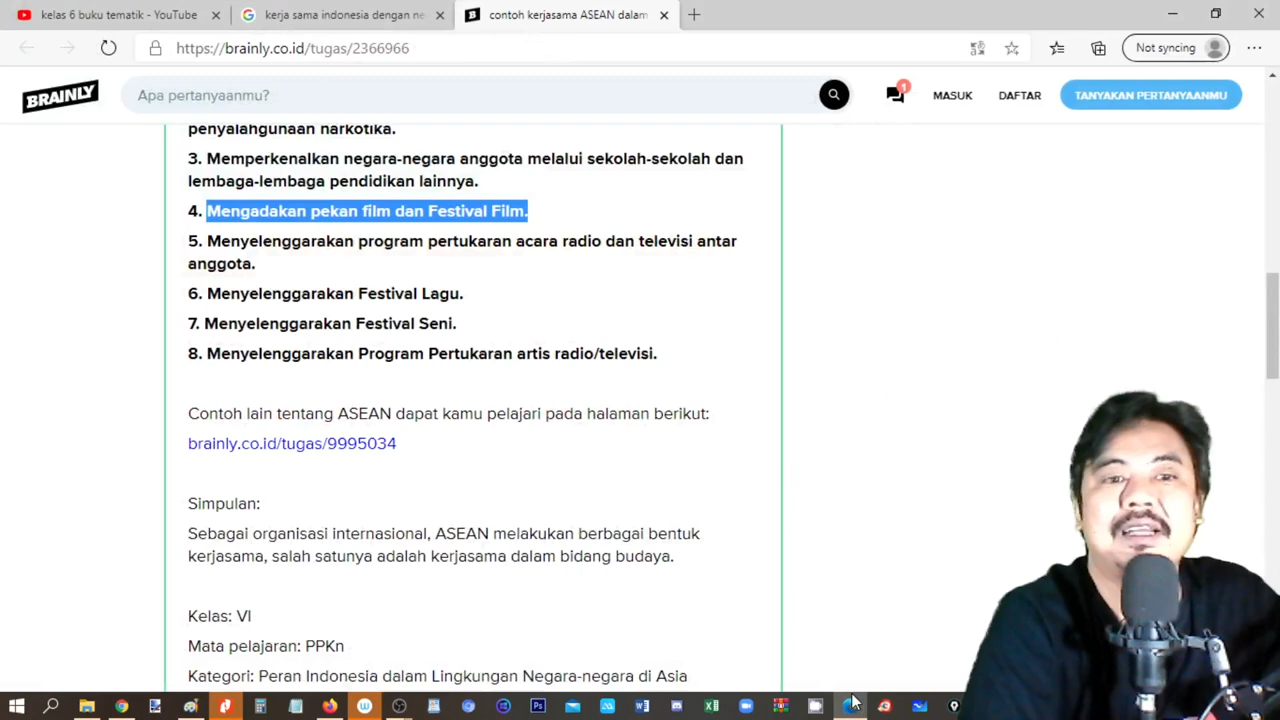 kelas 6 buku tematik - YouTube
kerja sama indonesia dengan ne
contoh kerjasama ASEAN dalam
https://brainly.co.id/tugas/2366966
Not syncing
BRAINLY
Apa pertanyaanmu?
1
MASUK
DAFTAR
TANYAKAN PERTANYAANMU
penyalahgunaan narkotika.
3. Memperkenalkan negara-negara anggota melalui sekolah-sekolah dan
lembaga-lembaga pendidikan lainnya.
4. Mengadakan pekan film dan Festival Film.
5. Menyelenggarakan program pertukaran acara radio dan televisi antar
anggota.
6. Menyelenggarakan Festival Lagu.
7. Menyelenggarakan Festival Seni.
8. Menyelenggarakan Program Pertukaran artis radio/televisi.
Contoh lain tentang ASEAN dapat kamu pelajari pada halaman berikut:
brainly.co.id/tugas/9995034
Simpulan:
Sebagai organisasi internasional, ASEAN melakukan berbagai bentuk
kerjasama, salah satunya adalah kerjasama dalam bidang budaya.
Kelas: VI
Mata pelajaran: PPKn
Kategori: Peran Indonesia dalam Lingkungan Negara-negara di Asia